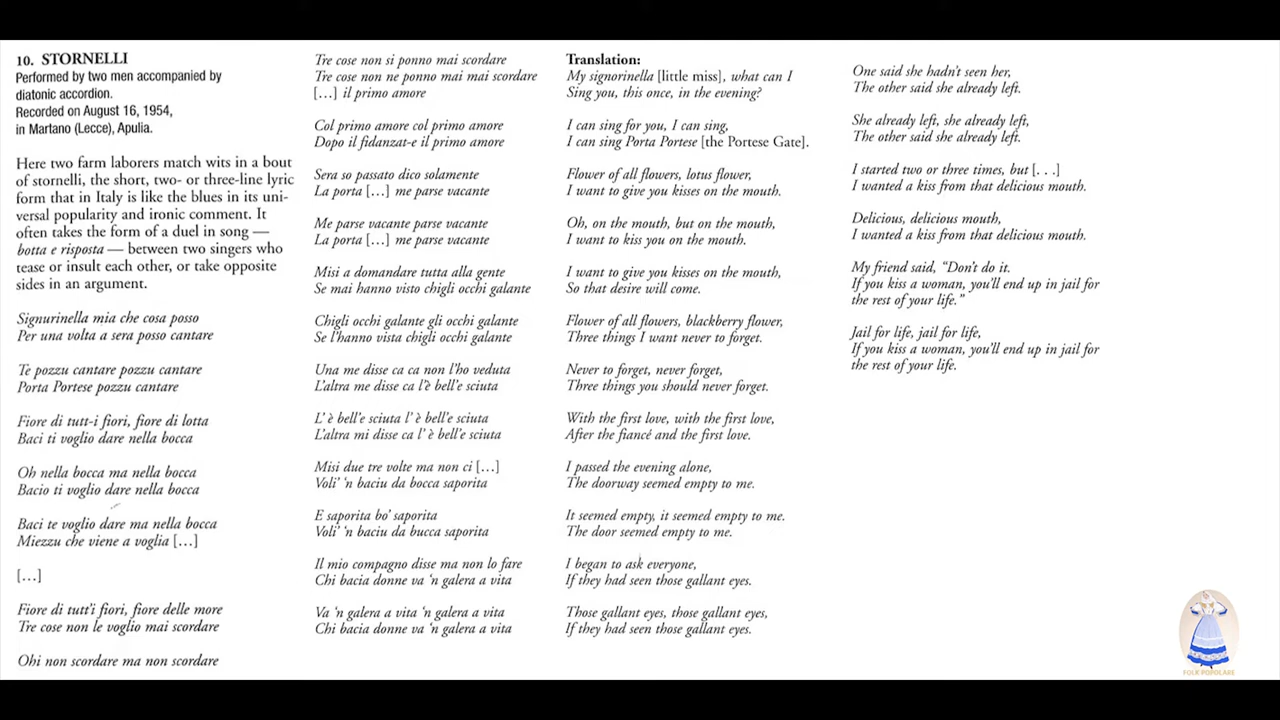 10. STORNELLI
Performed by two men accompanied by
diatonic accordion.
Recorded on August 16, 1954,
in Martano (Lecce), Apulia.
Here two farm laborers match wits in a bout
of stornelli, the short, two- or three-line lyric
form that in Italy is like the blues in its uni-
versal popularity and ironic comment. It
often takes the form of a duel in song —
botta e risposta — between two singers who
tease or insult each other, or take opposite
sides in an argument.
Signurinella mia che cosa posso
Per una volta a sera posso cantare
Te pozzu cantare pozzu cantare
Porta Portese pozzu cantare
Fiore di tutt-i fiori, fiore di lotta
Baci ti voglio dare nella bocca
Oh nella bocca ma nella bocca
Bacio ti voglio dare nella bocca
Baci te voglio dare ma nella bocca
Miezzu che viene a voglia […]
[…]
Fiore di tutt'i fiori, fiore delle more
Tre cose non le voglio mai scordare
Ohi non scordare ma non scordare
Tre cose non si ponno mai scordare
Tre cose non ne ponno mai mai scordare
[…] il primo amore
Col primo amore col primo amore
Dopo il fidanzat-e il primo amore
Sera so passato dico solamente
La porta […] me parse vacante
Me parse vacante parse vacante
La porta […] me parse vacante
Misi a domandare tutta alla gente
Se mai hanno visto chigli occhi galante
Chigli occhi galante gli occhi galante
Se l'hanno vista chigli occhi galante
Una me disse ca ca non l'ho veduta
L'altra me disse ca l'è bell'e sciuta
L' è bell'e sciuta l' è bell'e sciuta
L'altra mi disse ca l' è bell'e sciuta
Misi due tre volte ma non ci […]
Voli' 'n baciu da bocca saporita
E saporita bo' saporita
Voli' 'n baciu da bucca saporita
Il mio compagno disse ma non lo fare
Chi bacia donne va 'n galera a vita
Va 'n galera a vita 'n galera a vita
Chi bacia donne va 'n galera a vita
Translation:
My signorinella [little miss], what can I
Sing you, this once, in the evening?
I can sing for you, I can sing,
I can sing Porta Portese [the Portese Gate].
Flower of all flowers, lotus flower,
I want to give you kisses on the mouth.
Oh, on the mouth, but on the mouth,
I want to kiss you on the mouth.
I want to give you kisses on the mouth,
So that desire will come.
Flower of all flowers, blackberry flower,
Three things I want never to forget.
Never to forget, never forget,
Three things you should never forget.
With the first love, with the first love,
After the fiancé and the first love.
I passed the evening alone,
The doorway seemed empty to me.
It seemed empty, it seemed empty to me.
The door seemed empty to me.
I began to ask everyone,
If they had seen those gallant eyes.
Those gallant eyes, those gallant eyes,
If they had seen those gallant eyes.
One said she hadn't seen her,
The other said she already left.
She already left, she already left,
The other said she already left.
I started two or three times, but [. . .]
I wanted a kiss from that delicious mouth.
Delicious, delicious mouth,
I wanted a kiss from that delicious mouth.
My friend said, "Don't do it.
If you kiss a woman, you'll end up in jail for
the rest of your life."
Jail for life, jail for life,
If you kiss a woman, you'll end up in jail for
the rest of your life.
FOLK POPOLARE